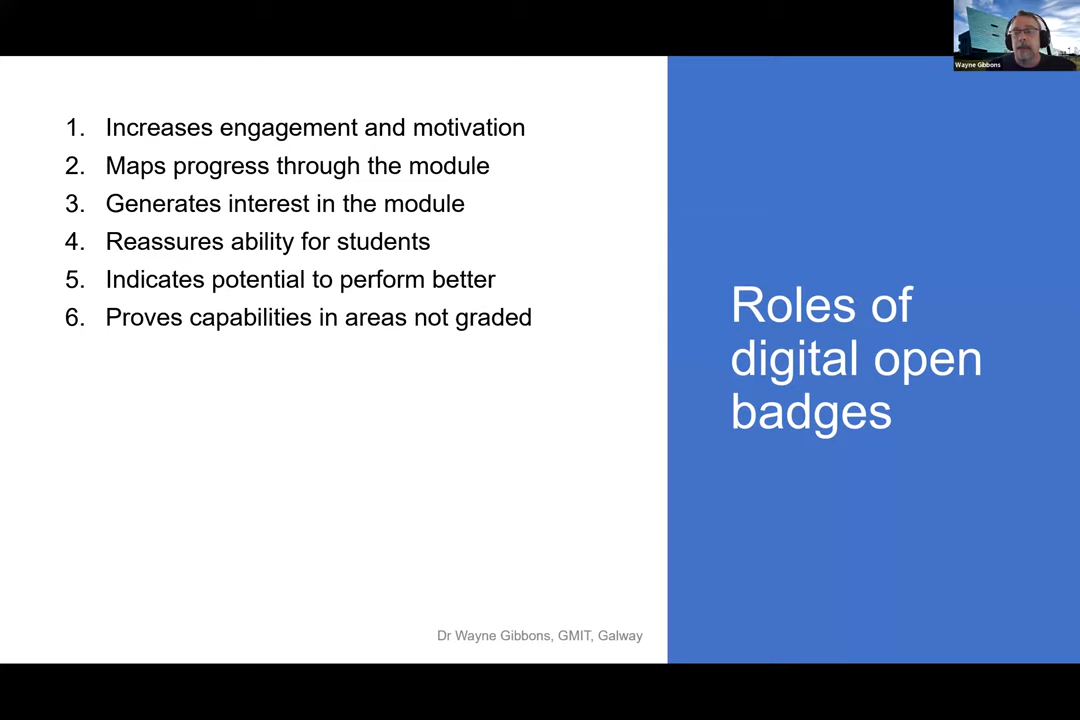 Wayne Gibbons
1. Increases engagement and motivation
2. Maps progress through the module
3. Generates interest in the module
4. Reassures ability for students
5. Indicates potential to perform better
6. Proves capabilities in areas not graded
Roles of
digital open
badges
Dr Wayne Gibbons, GMIT, Galway